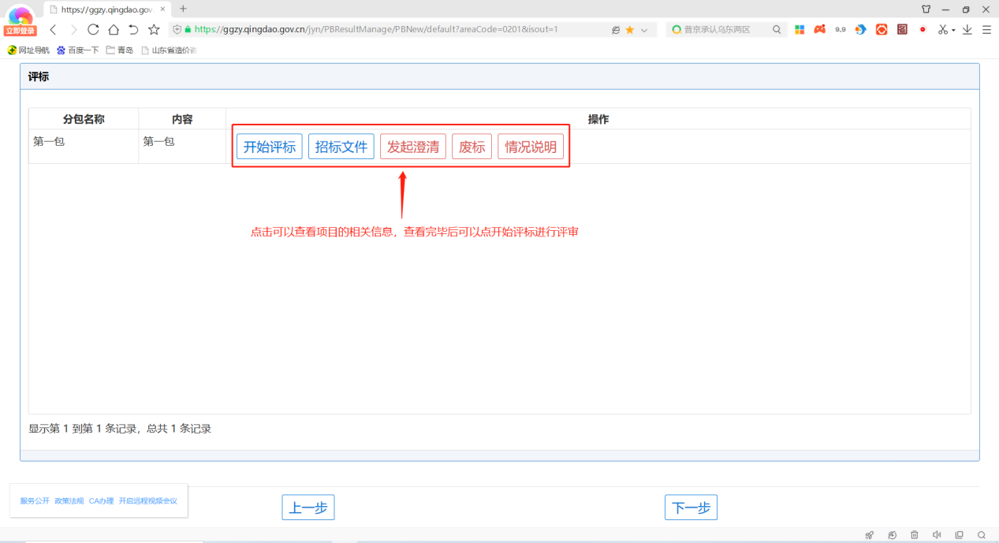 https://ggzy.qingdao.gov.
立即登录
https://ggzy.qingdao.gov.cn/jyn/PBResultManage/PBNew/default?areaCode=0201&isout=1
普京承认乌东两区
9.9
网址导航 百度一下 青岛 山东省造价咨
评标
分包名称 内容 操作
第一包 第一包 开始评标 招标文件 发起澄清 废标 情况说明
点击可以查看项目的相关信息，查看完毕后可以点开始评标进行评审
显示第 1 到第 1 条记录，总共 1 条记录
服务公开 政策法规 CA办理 开启远程视频会议
上一步 下一步